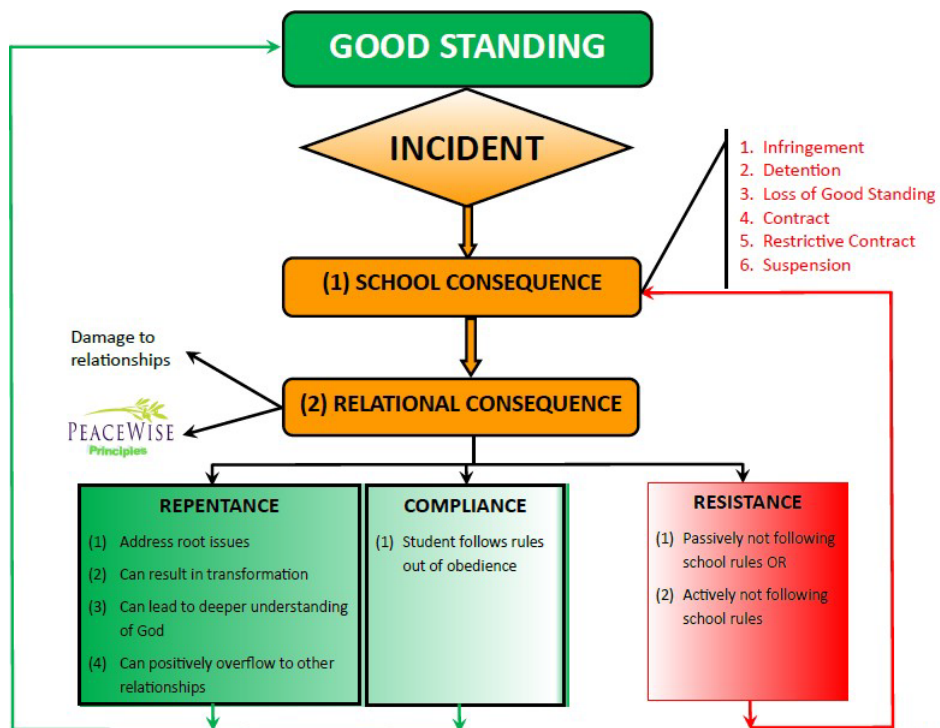 GOOD STANDING
INCIDENT
1. Infringement
2. Detention
3. Loss of Good Standing
4. Contract
5. Restrictive Contract
6. Suspension
(1) SCHOOL CONSEQUENCE
Damage to
relationships
(2) RELATIONAL CONSEQUENCE
PEACEWISE
Principles
REPENTANCE
(1) Address root issues
(2) Can result in transformation
(3) Can lead to deeper understanding
of God
(4) Can positively overflow to other
relationships
COMPLIANCE
(1) Student follows rules
out of obedience
RESISTANCE
(1) Passively not following
school rules OR
(2) Actively not following
school rules